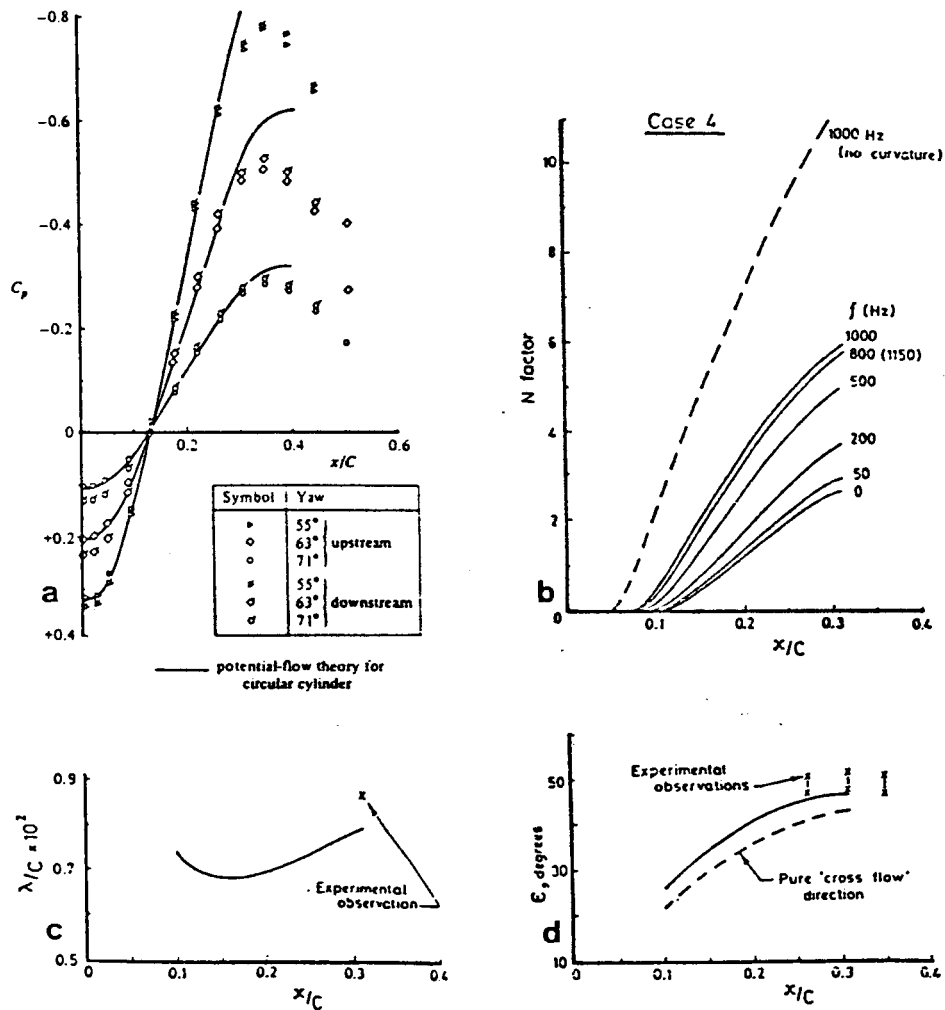 -0.8
-0.6
-0.4
-0.2
0
+0.2
+0.4
Cp
0.2
0.4
0.6
x/C
a
Symbol Yaw
55°
63° upstream
71°
55°
63° downstream
71°
potential-flow theory for
circular cylinder
Case 4
1000 Hz
(no curvature)
N factor
10
8
6
4
2
0
f (Hz)
1000
800 (1150)
500
200
50
0
b
0.1
0.2
0.3
0.4
x/C
0.9
0.7
0.5
λ/C × 10²
Experimental
observation
c
0
0.1
0.2
0.3
0.4
x/C
50
30
10
ϵ, degrees
Experimental
observations
Pure 'cross flow'
direction
d
0
0.1
0.2
0.3
0.4
x/C